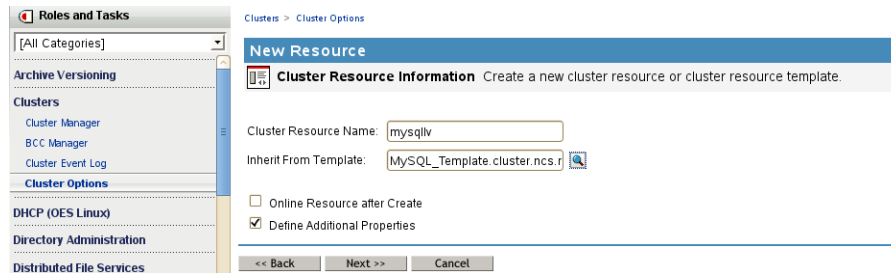 Roles and Tasks
[All Categories]
Archive Versioning
Clusters
Cluster Manager
BCC Manager
Cluster Event Log
Cluster Options
DHCP (OES Linux)
Directory Administration
Distributed File Services
Clusters > Cluster Options
New Resource
Cluster Resource Information Create a new cluster resource or cluster resource template.
Cluster Resource Name: mysqllv
Inherit From Template: MySQL_Template.cluster.ncs.r
Online Resource after Create
Define Additional Properties
<< Back Next >> Cancel